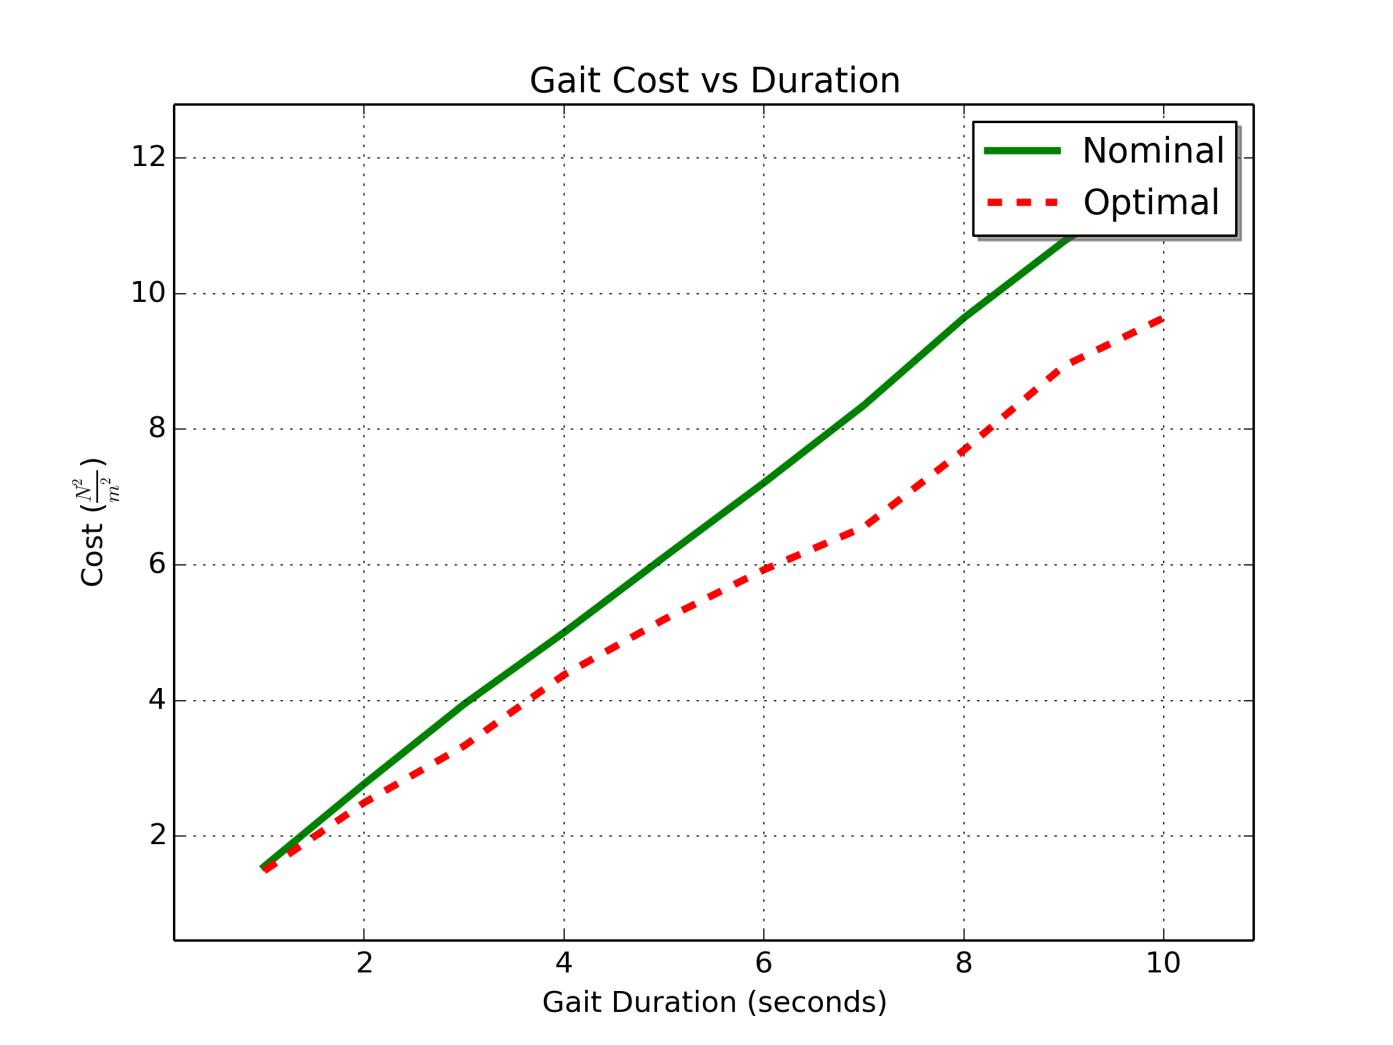 Gait Cost vs Duration
Nominal
Optimal
12
10
8
6
4
2
Cost (N²/m²)
2 4 6 8 10
Gait Duration (seconds)